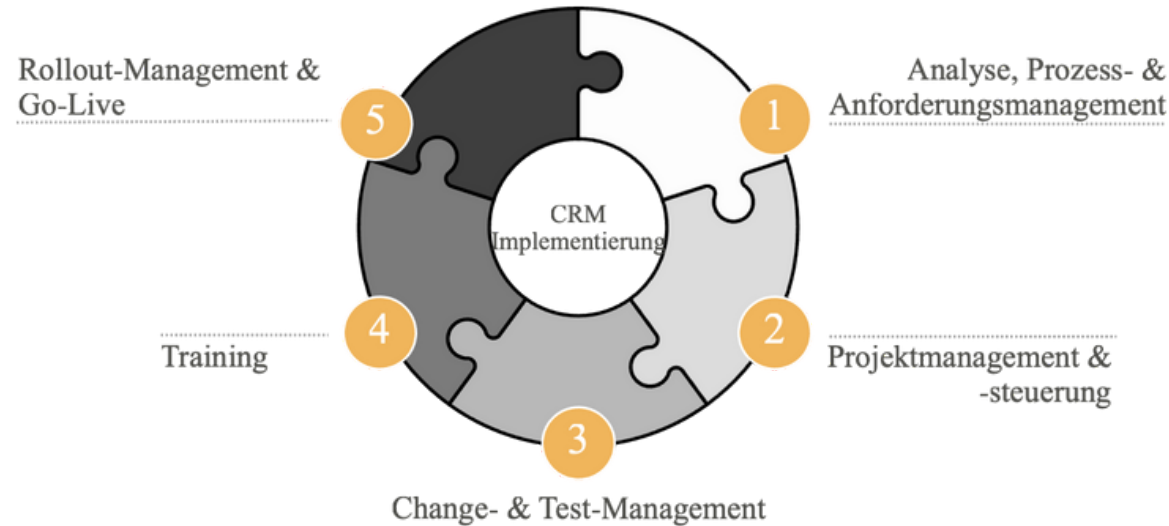 Rollout-Management &
Go-Live
5
Analyse, Prozess- &
Anforderungsmanagement
1
CRM
Implementierung
4
Training
2
Projektmanagement &
-steuerung
3
Change- & Test-Management